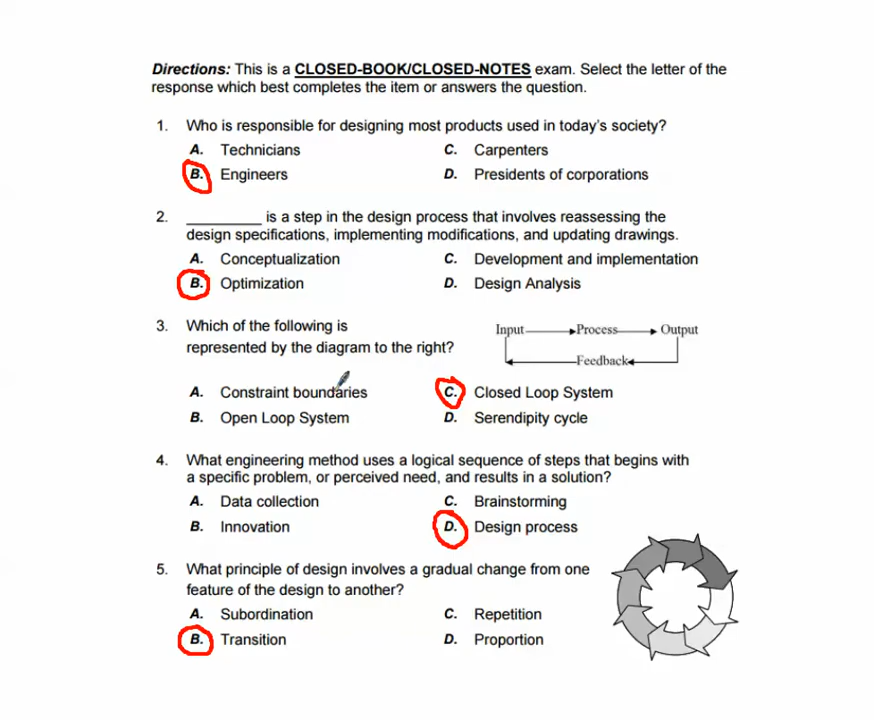 Directions: This is a CLOSED-BOOK/CLOSED-NOTES exam. Select the letter of the
response which best completes the item or answers the question.
1. Who is responsible for designing most products used in today's society?
A. Technicians C. Carpenters
B. Engineers D. Presidents of corporations
2. _________ is a step in the design process that involves reassessing the
design specifications, implementing modifications, and updating drawings.
A. Conceptualization C. Development and implementation
B. Optimization D. Design Analysis
3. Which of the following is
represented by the diagram to the right?
Input Process Output
Feedback
A. Constraint boundaries C. Closed Loop System
B. Open Loop System D. Serendipity cycle
4. What engineering method uses a logical sequence of steps that begins with
a specific problem, or perceived need, and results in a solution?
A. Data collection C. Brainstorming
B. Innovation D. Design process
5. What principle of design involves a gradual change from one
feature of the design to another?
A. Subordination C. Repetition
B. Transition D. Proportion